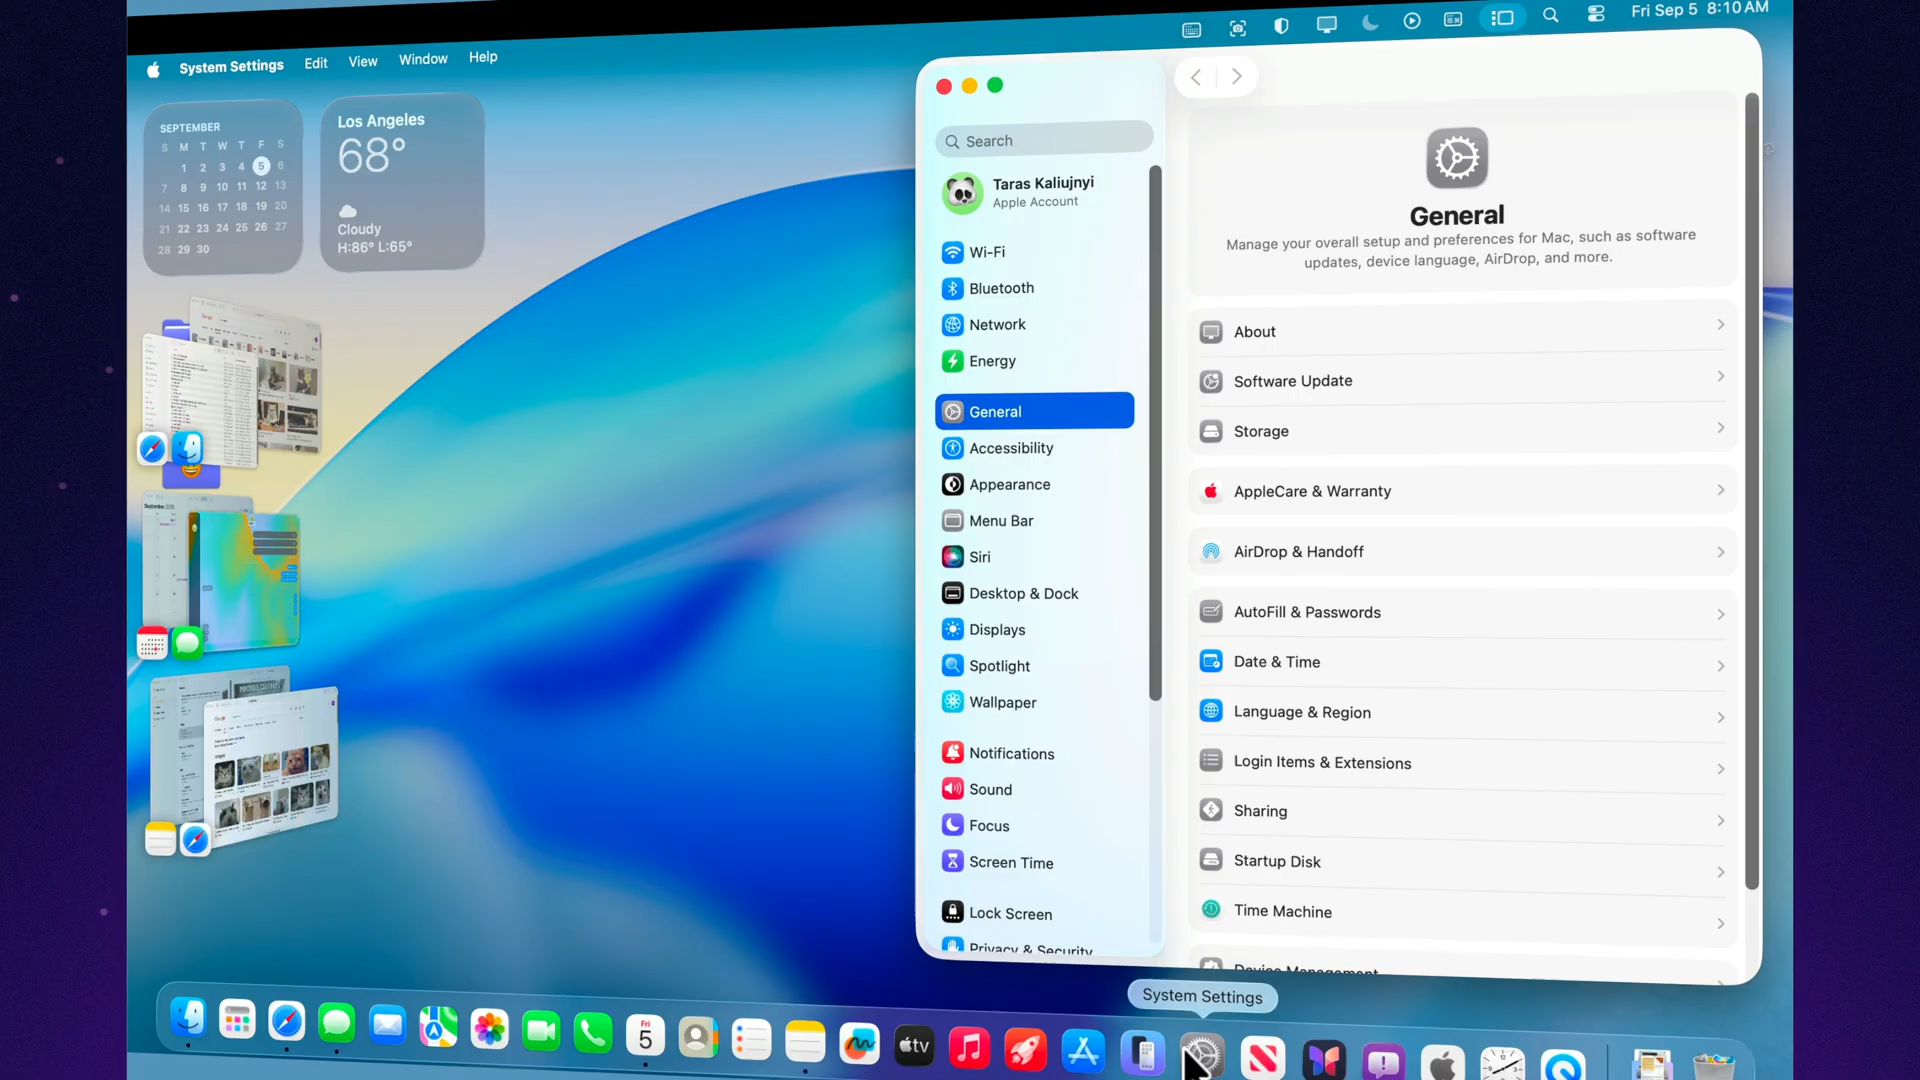 System Settings Edit View Window Help
Fri Sep 5 8:10 AM
SEPTEMBER
S M T W T F S
1 2 3 4 5 6
7 8 9 10 11 12 13
14 15 16 17 18 19 20
21 22 23 24 25 26 27
28 29 30
Los Angeles
68°
Cloudy
H:86° L:65°
Search
Taras Kaliujnyi
Apple Account
Wi-Fi
Bluetooth
Network
Energy
General
Accessibility
Appearance
Menu Bar
Siri
Desktop & Dock
Displays
Spotlight
Wallpaper
Notifications
Sound
Focus
Screen Time
Lock Screen
Privacy & Security
General
Manage your overall setup and preferences for Mac, such as software
updates, device language, AirDrop, and more.
About
Software Update
Storage
AppleCare & Warranty
AirDrop & Handoff
AutoFill & Passwords
Date & Time
Language & Region
Login Items & Extensions
Sharing
Startup Disk
Time Machine
Device Management
System Settings
Fri
5
tv